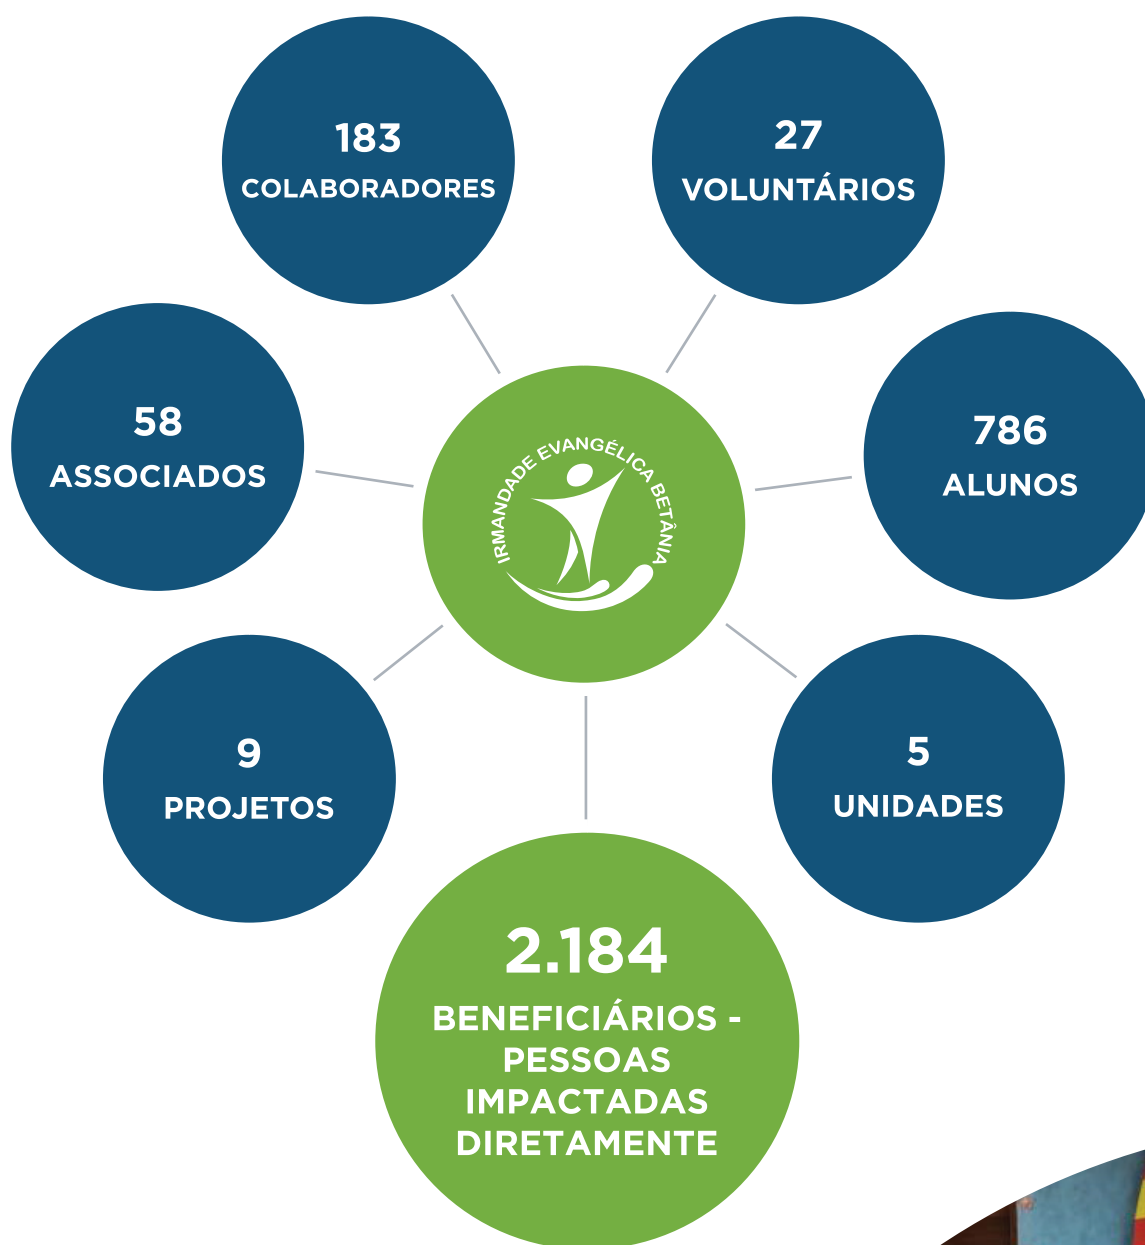 183
COLABORADORES
27
VOLUNTÁRIOS
58
ASSOCIADOS
786
ALUNOS
IRMANDADE EVANGÉLICA BETÂNIA
9
PROJETOS
5
UNIDADES
2.184
BENEFICIÁRIOS -
PESSOAS
IMPACTADAS
DIRETAMENTE